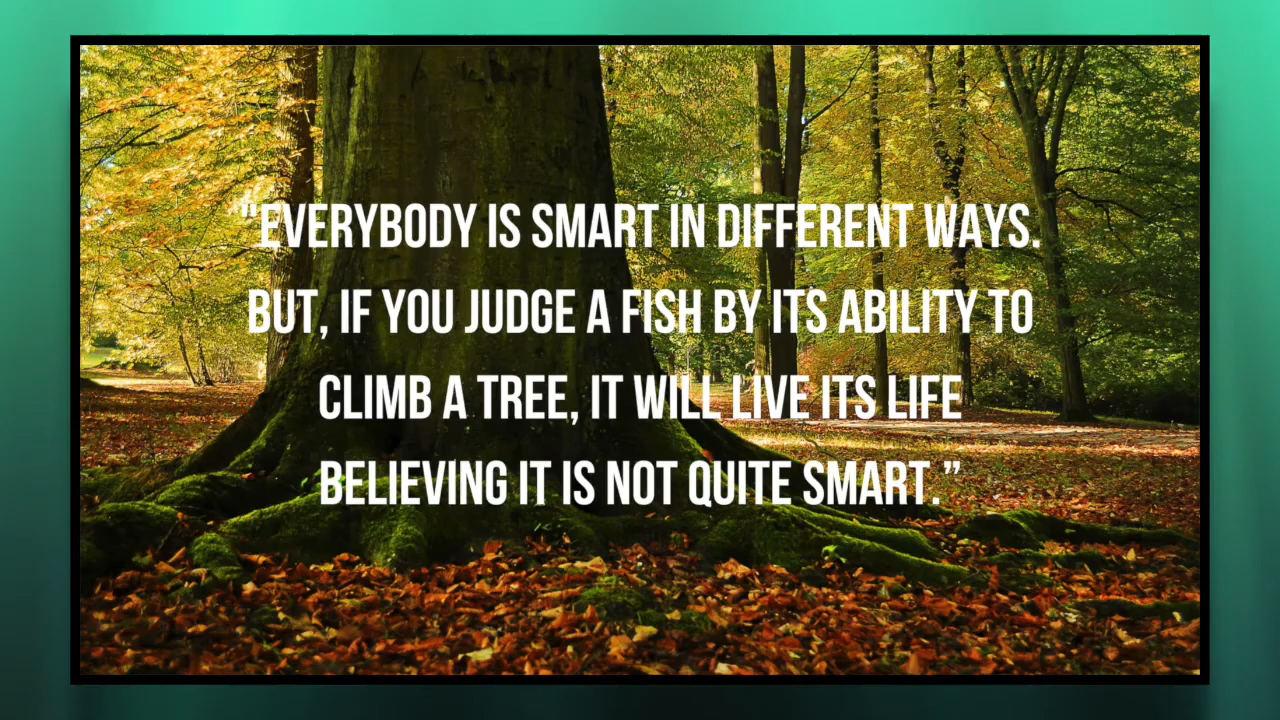 "EVERYBODY IS SMART IN DIFFERENT WAYS.
BUT, IF YOU JUDGE A FISH BY ITS ABILITY TO
CLIMB A TREE, IT WILL LIVE ITS LIFE
BELIEVING IT IS NOT QUITE SMART.”